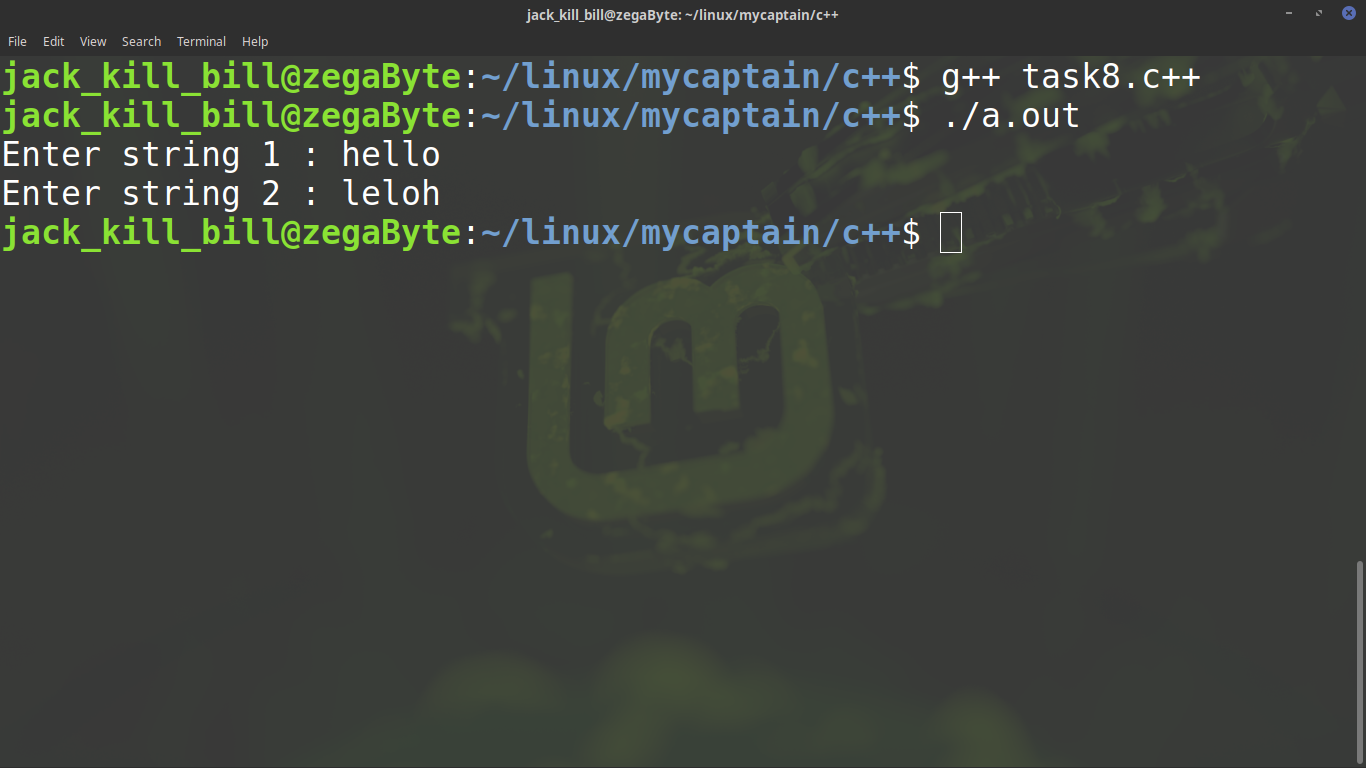 jack_kill_bill@zegaByte: ~/linux/mycaptain/c++
File Edit View Search Terminal Help
jack_kill_bill@zegaByte:~/linux/mycaptain/c++$ g++ task8.c++
jack_kill_bill@zegaByte:~/linux/mycaptain/c++$ ./a.out
Enter string 1 : hello
Enter string 2 : leloh
jack_kill_bill@zegaByte:~/linux/mycaptain/c++$